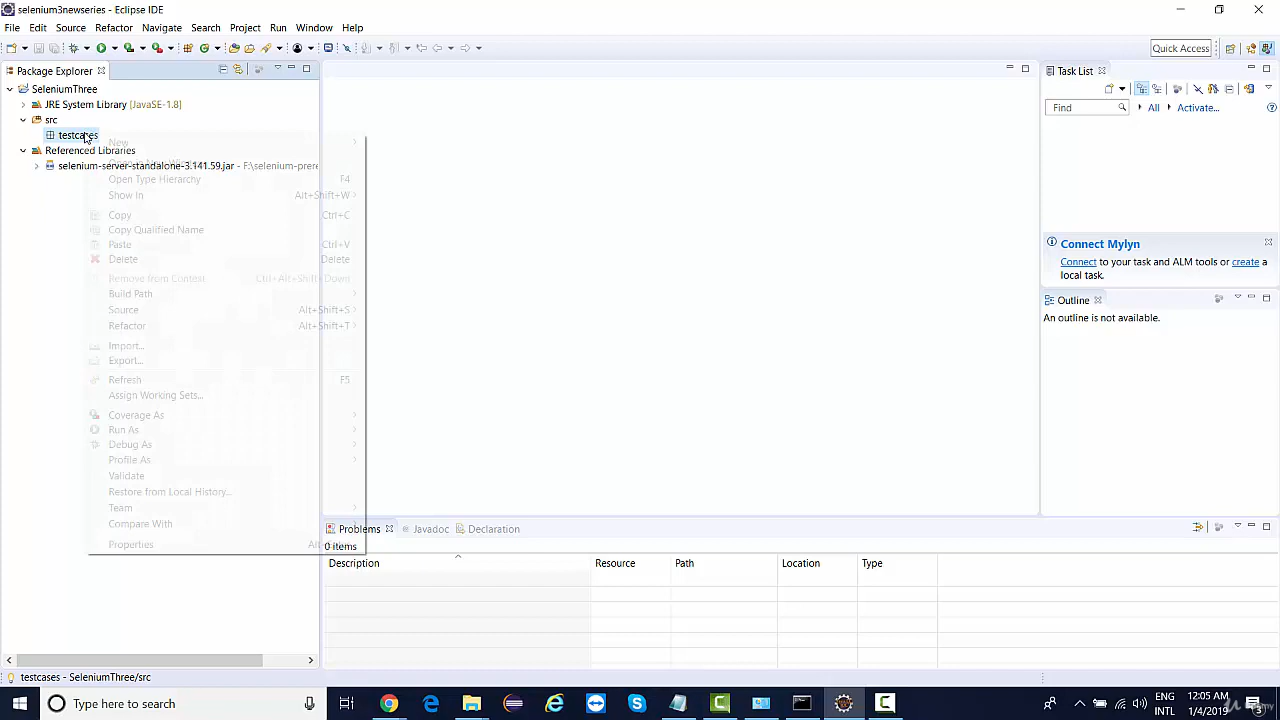 selenium3newseries - Eclipse IDE
File Edit Source Refactor Navigate Search Project Run Window Help
Quick Access
Package Explorer
SeleniumThree
JRE System Library [JavaSE-1.8]
src
testcases
Referenced Libraries
selenium-server-standalone-3.141.59.jar - F:\selenium-prere
New
Open Type Hierarchy F4
Show In Alt+Shift+W
Copy Ctrl+C
Copy Qualified Name
Paste Ctrl+V
Delete Delete
Remove from Context Ctrl+Alt+Shift+Down
Build Path
Source Alt+Shift+S
Refactor Alt+Shift+T
Import...
Export...
Refresh F5
Assign Working Sets...
Coverage As
Run As
Debug As
Profile As
Validate
Restore from Local History...
Team
Compare With
Properties
Task List
Find All Activate...
Connect Mylyn
Connect to your task and ALM tools or create a
local task.
Outline
An outline is not available.
Problems Javadoc Declaration
0 items
Description Resource Path Location Type
testcases - SeleniumThree/src
Type here to search
ENG
INTL
12:05 AM
1/4/2019